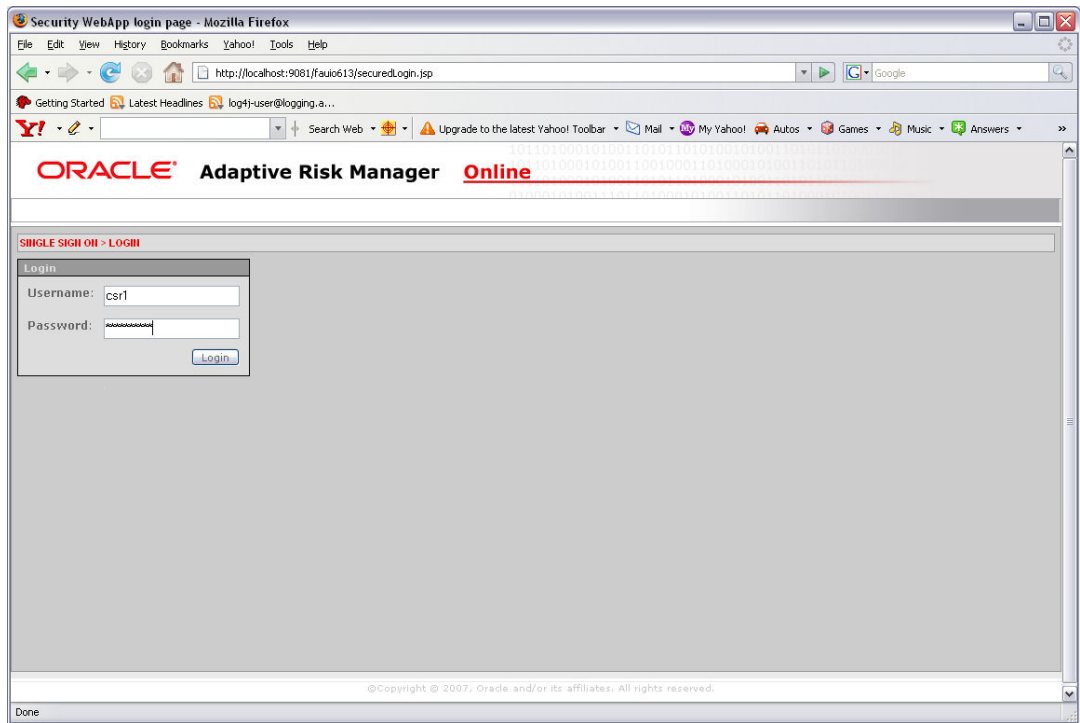 Security WebApp login page - Mozilla Firefox
File Edit View History Bookmarks Yahoo! Tools Help
http://localhost:9081/fauio613/securedLogin.jsp
G Google
Getting Started Latest Headlines log4j-user@logging.a...
Y! Search Web Upgrade to the latest Yahoo! Toolbar Mail My My Yahoo! Autos Games Music Answers »
ORACLE Adaptive Risk Manager Online
SINGLE SIGN ON > LOGIN
Login
Username: csr1
Password: **********
Login
©Copyright © 2007, Oracle and/or its affiliates. All rights reserved.
Done